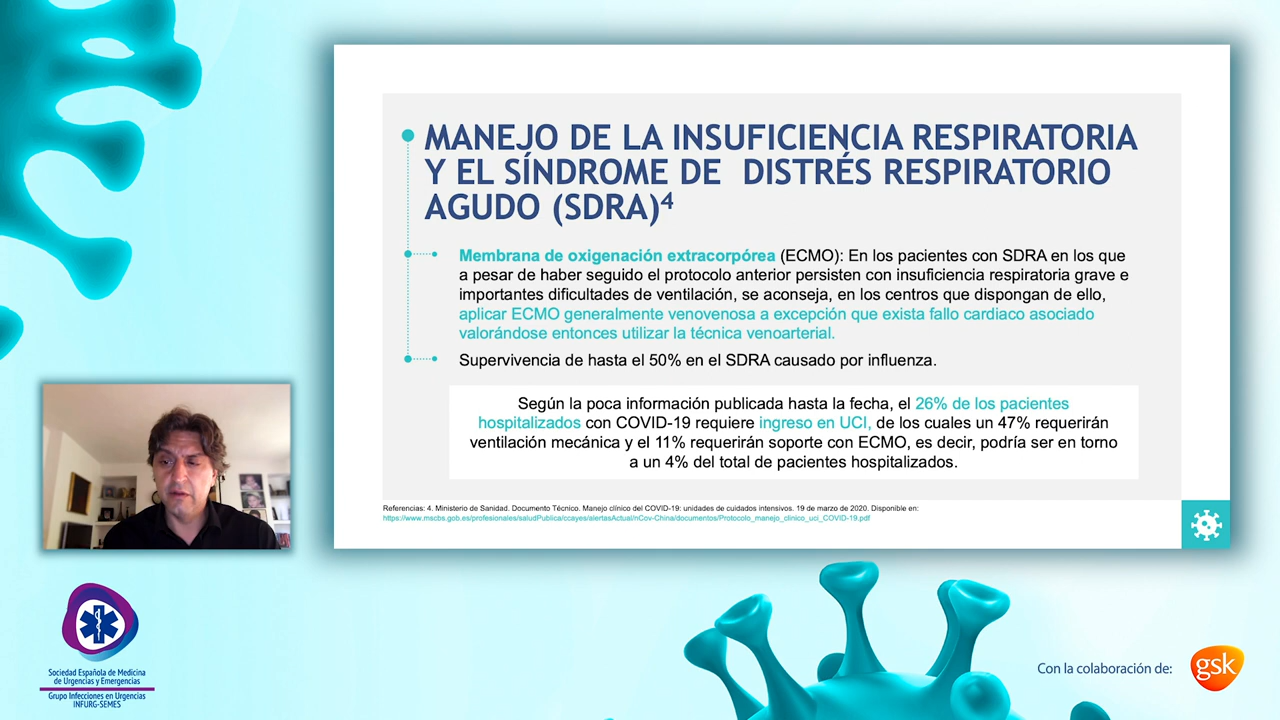 MANEJO DE LA INSUFICIENCIA RESPIRATORIA
Y EL SÍNDROME DE DISTRÉS RESPIRATORIO
AGUDO (SDRA)⁴
Membrana de oxigenación extracorpórea (ECMO): En los pacientes con SDRA en los que
a pesar de haber seguido el protocolo anterior persisten con insuficiencia respiratoria grave e
importantes dificultades de ventilación, se aconseja, en los centros que dispongan de ello,
aplicar ECMO generalmente venovenosa a excepción que exista fallo cardiaco asociado
valorándose entonces utilizar la técnica venoarterial.
Supervivencia de hasta el 50% en el SDRA causado por influenza.
Según la poca información publicada hasta la fecha, el 26% de los pacientes
hospitalizados con COVID-19 requiere ingreso en UCI, de los cuales un 47% requerirán
ventilación mecánica y el 11% requerirán soporte con ECMO, es decir, podría ser en torno
a un 4% del total de pacientes hospitalizados.
Referencias: 4. Ministerio de Sanidad. Documento Técnico. Manejo clínico del COVID-19: unidades de cuidados intensivos. 19 de marzo de 2020. Disponible en:
https://www.mscbs.gob.es/profesionales/saludPublica/ccayes/alertasActual/nCov-China/documentos/Protocolo_manejo_clinico_uci_COVID-19.pdf
Sociedad Española de Medicina
de Urgencias y Emergencias
Grupo Infecciones en Urgencias
INFURG-SEMES
Con la colaboración de:
gsk